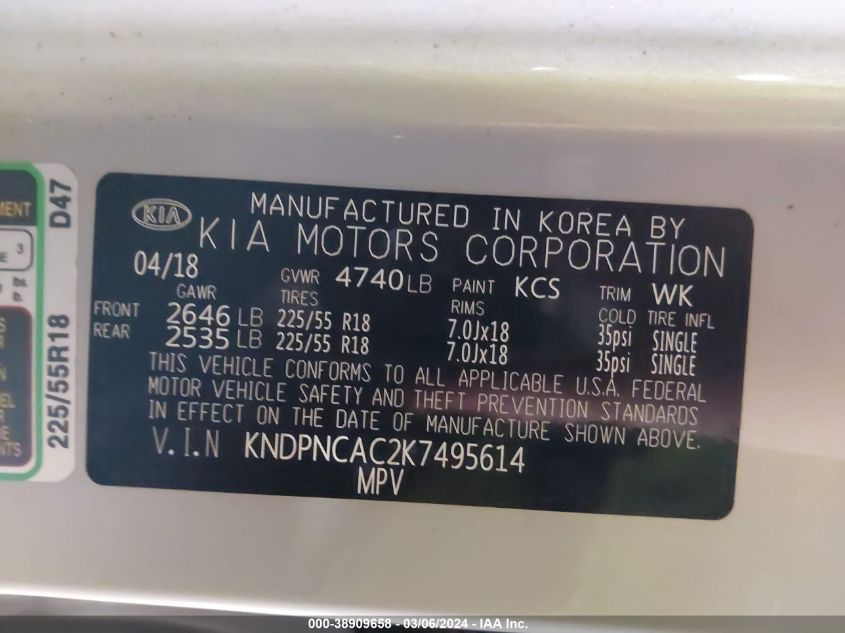 MENT
E 3
lbs.
D47
225/55R18
KIA
MANUFACTURED IN KOREA BY
KIA MOTORS CORPORATION
04/18 GVWR 4740LB PAINT KCS TRIM WK
GAWR TIRES RIMS COLD TIRE INFL
FRONT 2646 LB 225/55 R18 7.0Jx18 35psi SINGLE
REAR 2535 LB 225/55 R18 7.0Jx18 35psi SINGLE
THIS VEHICLE CONFORMS TO ALL APPLICABLE U.S.A. FEDERAL
MOTOR VEHICLE SAFETY AND THEFT PREVENTION STANDARDS
IN EFFECT ON THE DATE OF MANUFACTURE SHOWN ABOVE.
V.I.N KNDPNCAC2K7495614
MPV
000-38909658 - 03/06/2024 - IAA Inc.